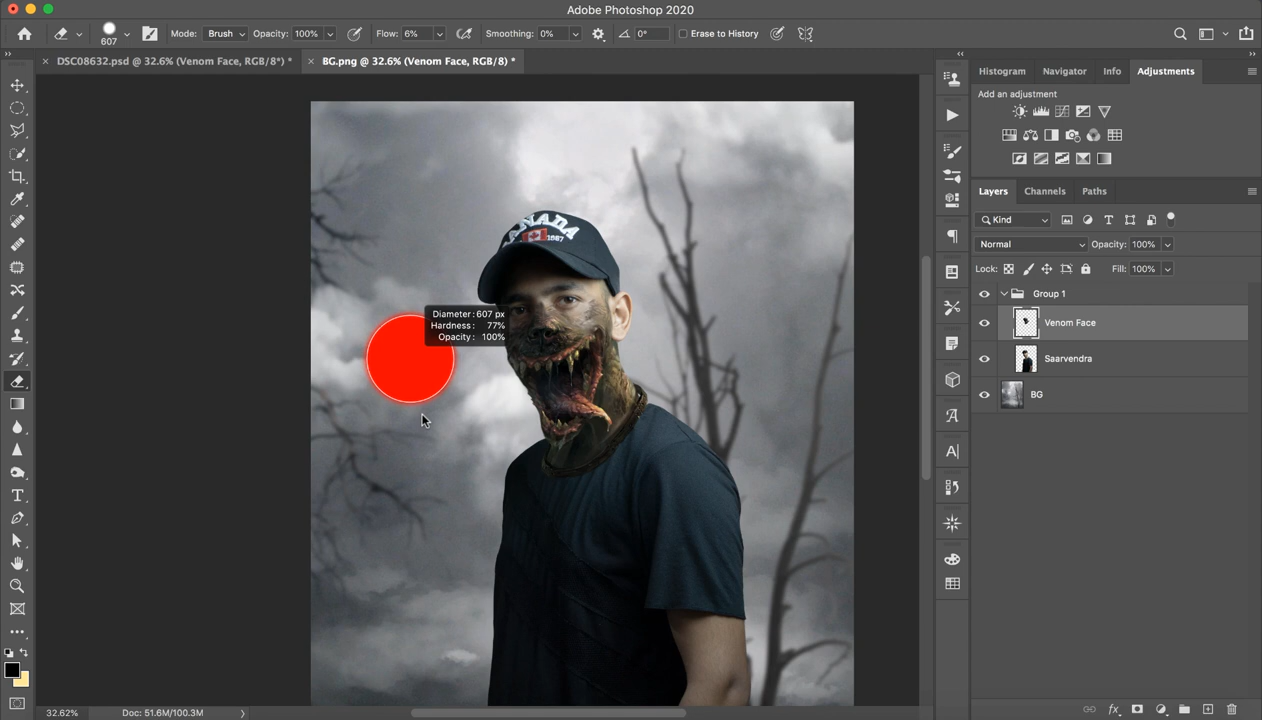 Adobe Photoshop 2020
607
Mode: Brush
Opacity: 100%
Flow: 6%
Smoothing: 0%
0°
Erase to History
DSC08632.psd @ 32.6% (Venom Face, RGB/8*) *
BG.png @ 32.6% (Venom Face, RGB/8) *
Histogram
Navigator
Info
Adjustments
Add an adjustment
Layers
Channels
Paths
Kind
Normal
Opacity: 100%
Lock:
Fill: 100%
Group 1
Venom Face
Saarvendra
BG
CANADA
1867
Diameter: 607 px
Hardness: 77%
Opacity: 100%
32.62%
Doc: 51.6M/100.3M